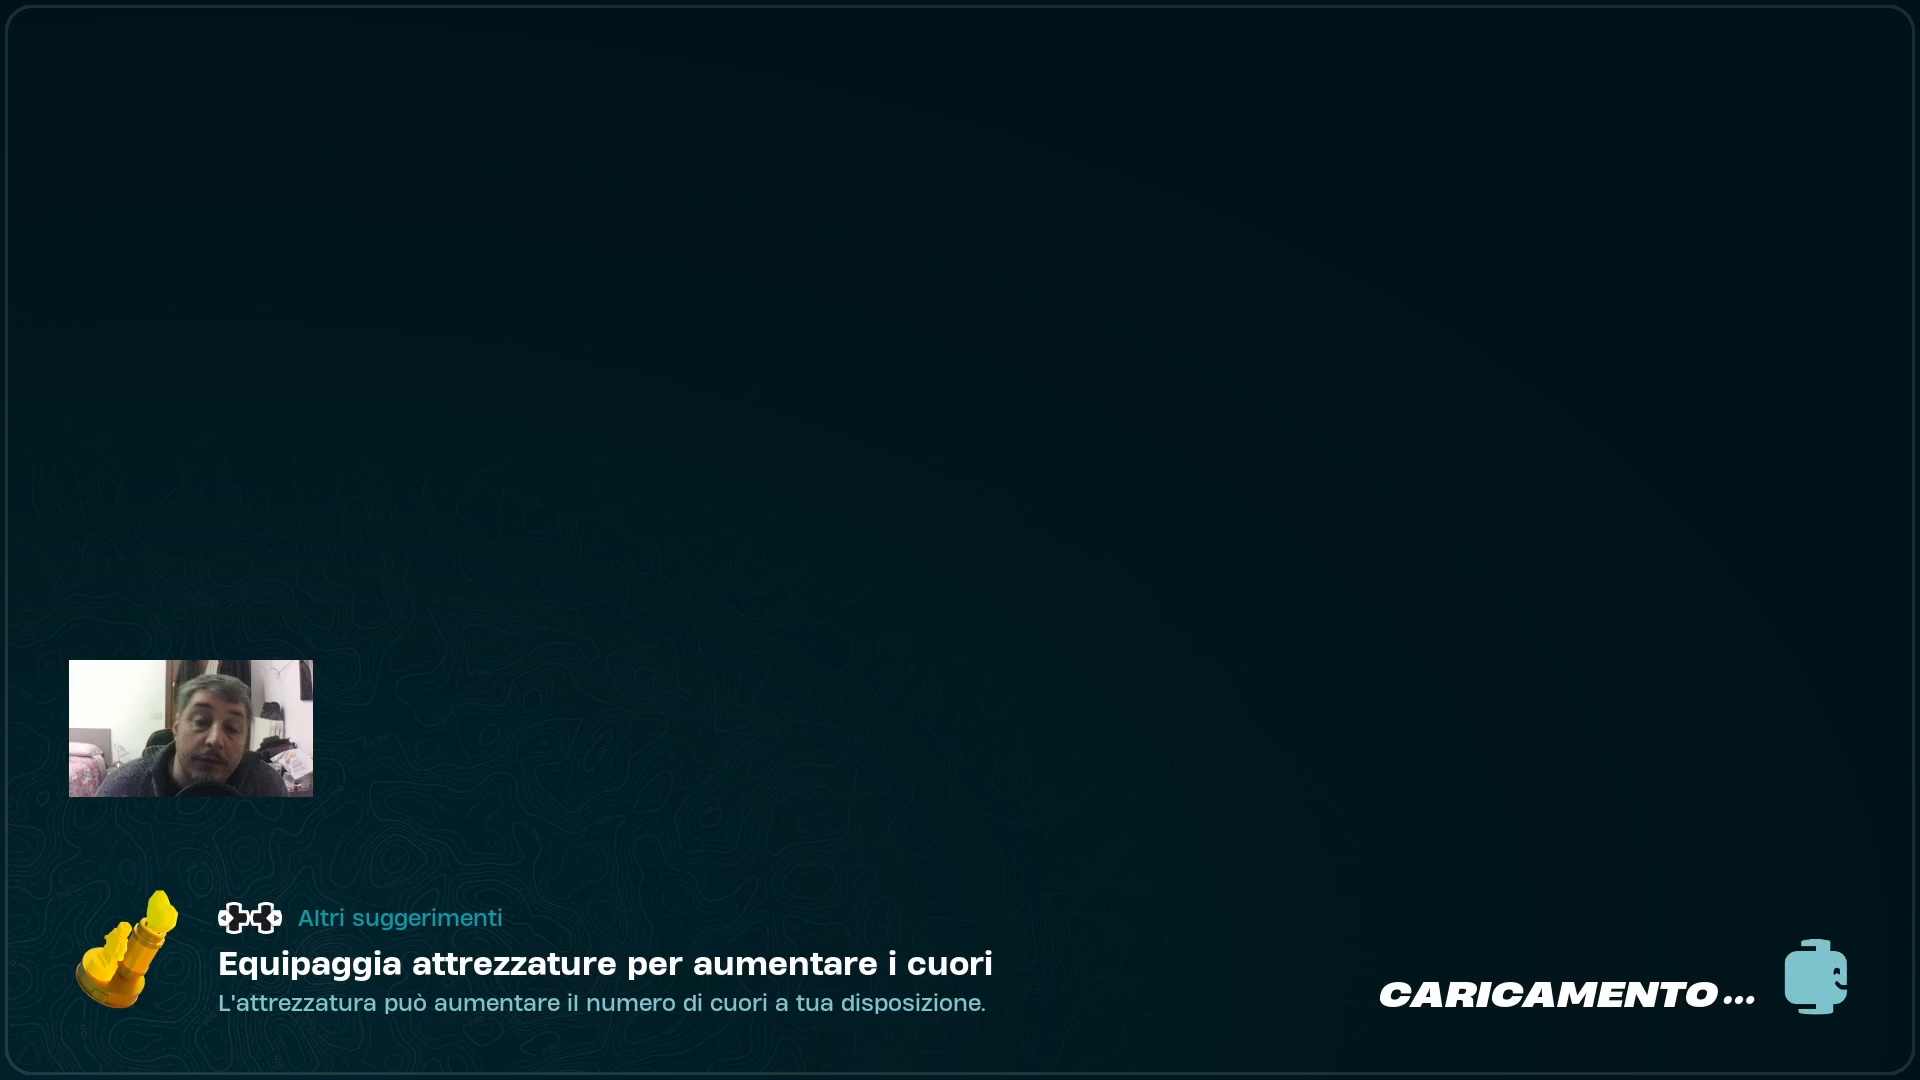 Altri suggerimenti
Equipaggia attrezzature per aumentare i cuori
L'attrezzatura può aumentare il numero di cuori a tua disposizione.
CARICAMENTO...